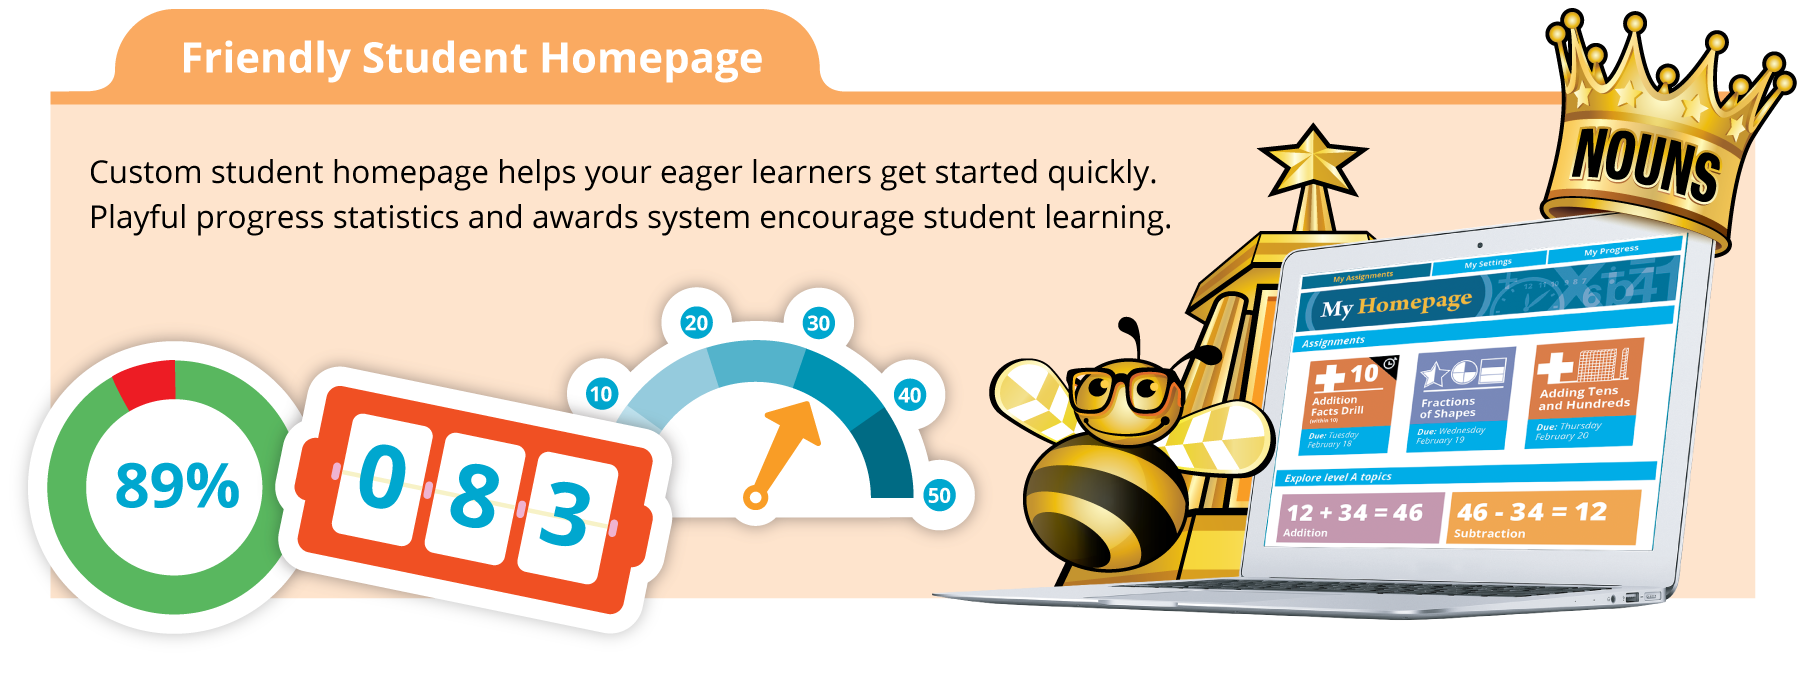 Friendly Student Homepage
Custom student homepage helps your eager learners get started quickly.
Playful progress statistics and awards system encourage student learning.
NOUNS
My Assignments
My Settings
My Progress
My Homepage
Assignments
10
Addition
Facts Drill
(within 10)
Due: Tuesday
February 18
Fractions
of Shapes
Due: Wednesday
February 19
Adding Tens
and Hundreds
Due: Thursday
February 20
Explore level A topics
12 + 34 = 46
Addition
46 - 34 = 12
Subtraction
89%
083
10
20
30
40
50